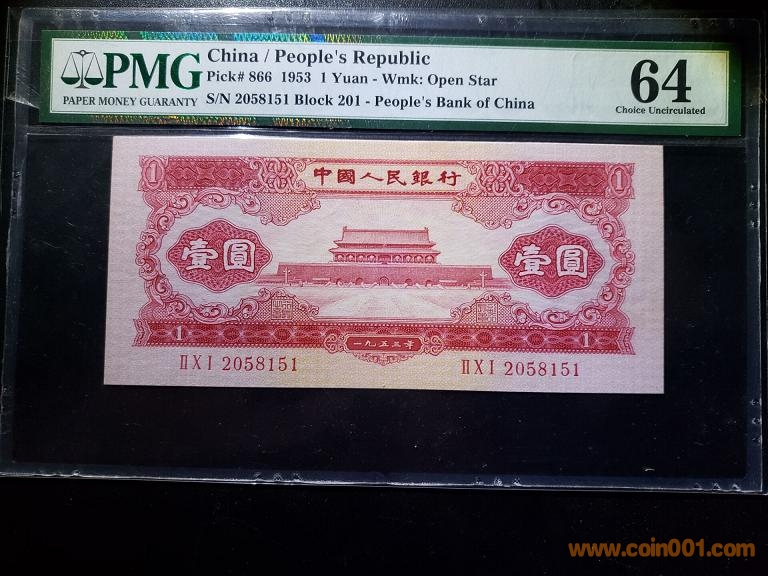 PMG
PAPER MONEY GUARANTY
China / People's Republic
Pick# 866 1953 1 Yuan - Wmk: Open Star
S/N 2058151 Block 201 - People's Bank of China
64
Choice Uncirculated
1 中國人民銀行 1
壹圓 壹圓
1 一九五三年 1
II X I 2058151 II X I 2058151
www.coin001.com